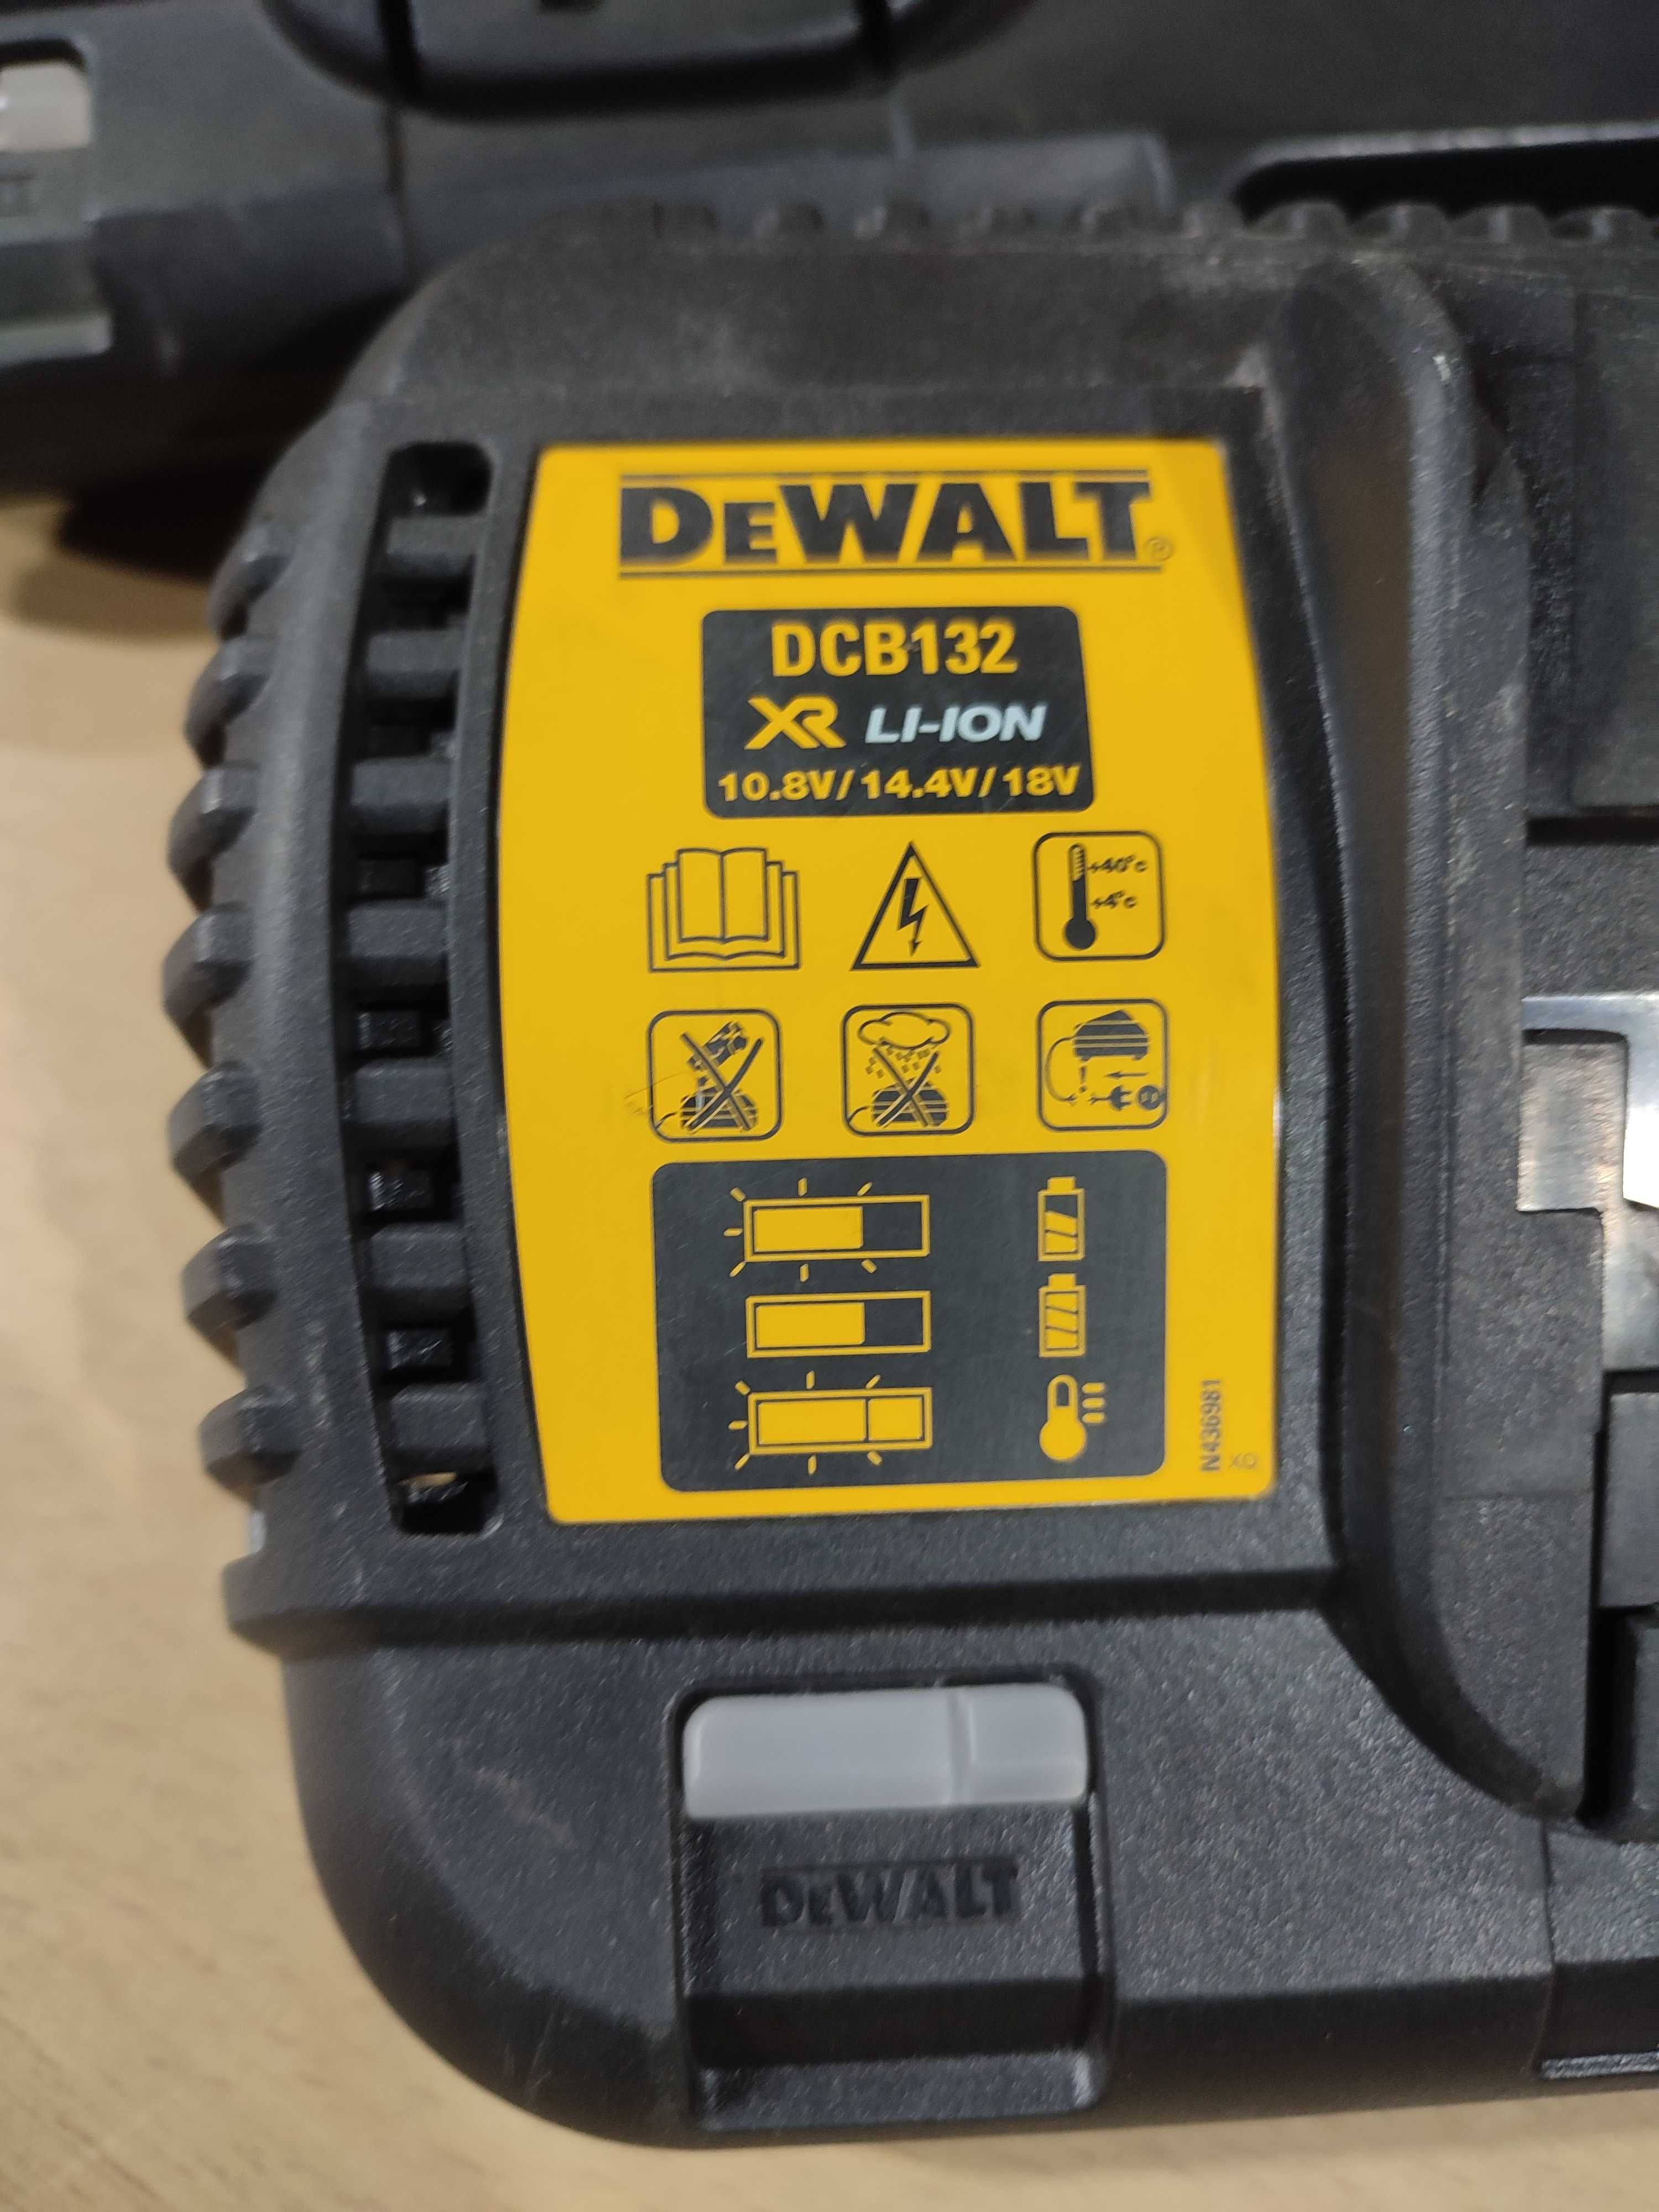 DEWALT®
DCB132
XR LI-ION
10.8V/14.4V/18V
+40°c
+4°c
N436981
XQ
DEWALT